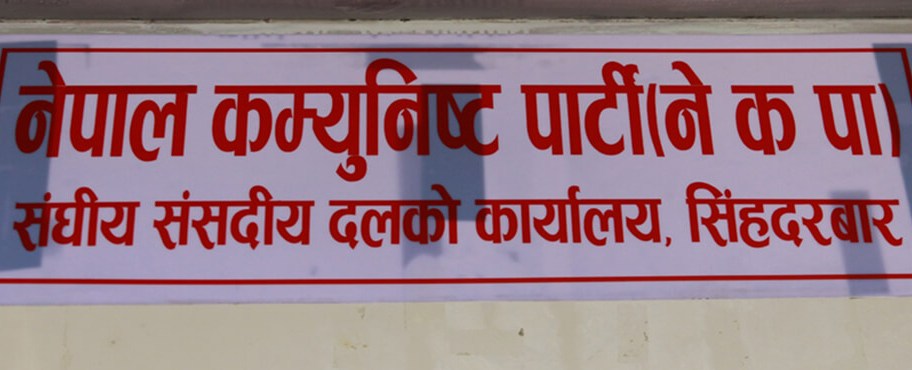 नेपाल कम्युनिष्ट पार्टी(ने क पा)
संघीय संसदीय दलको कार्यालय, सिंहदरबार